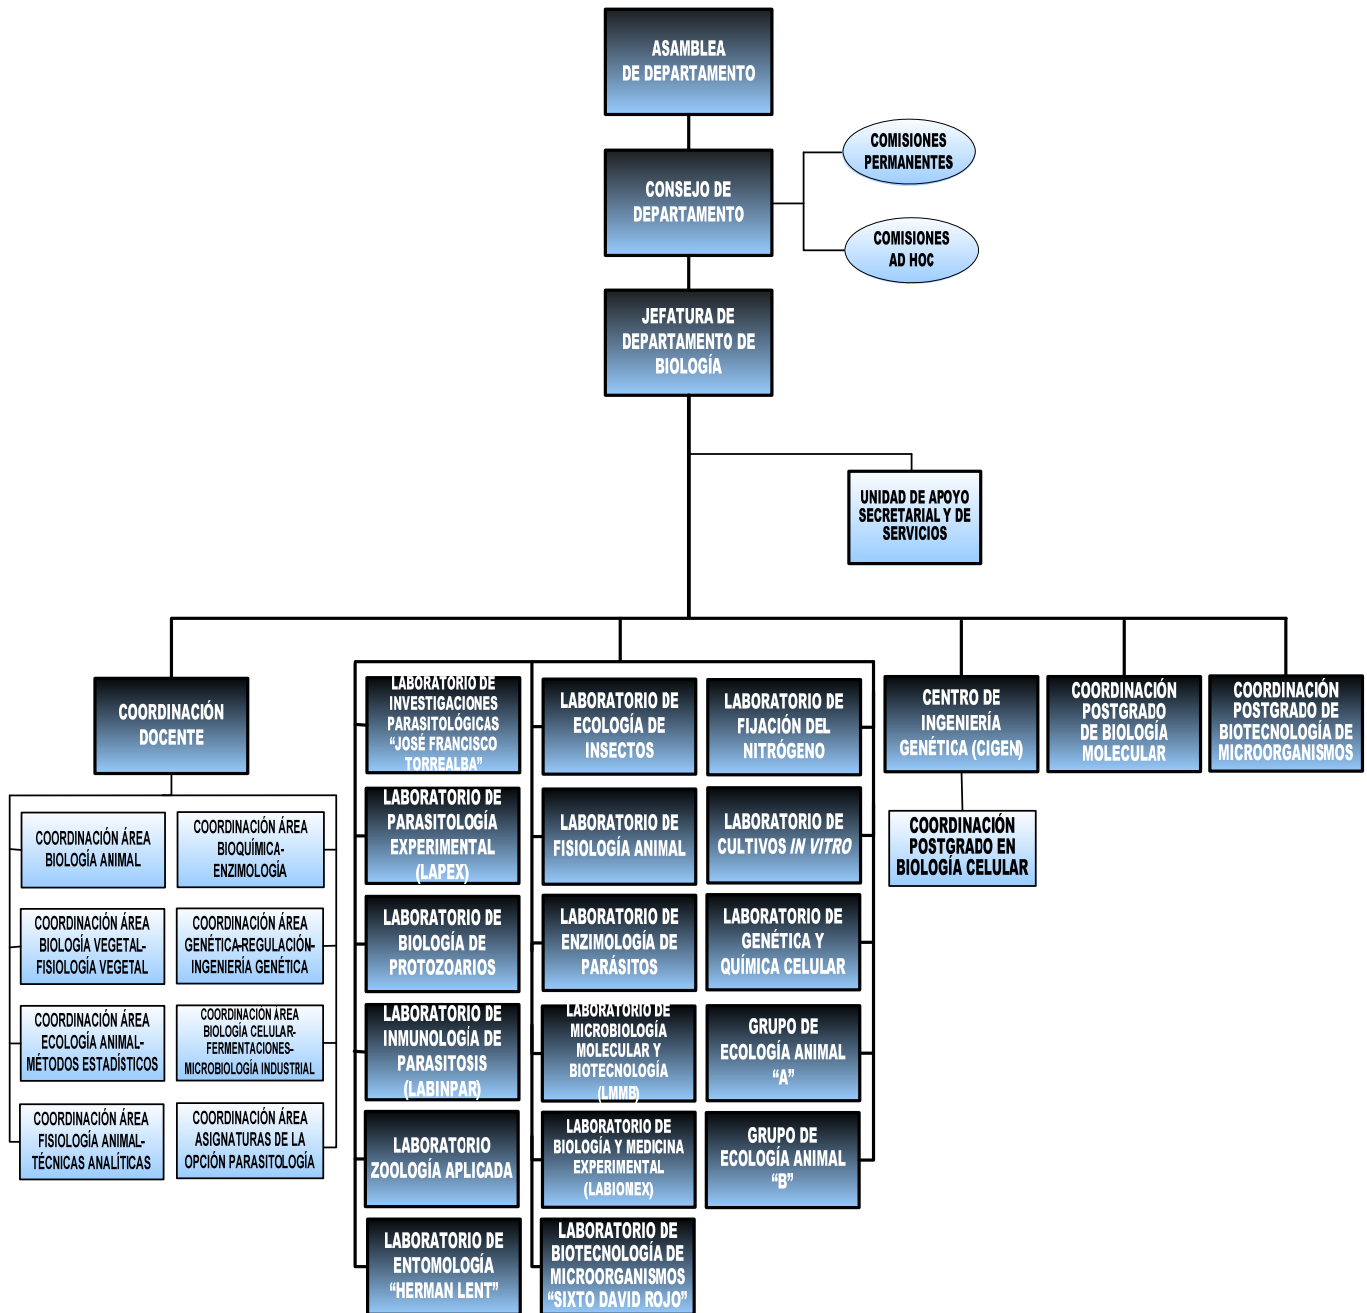 ASAMBLEA
DE DEPARTAMENTO
CONSEJO DE
DEPARTAMENTO
COMISIONES
PERMANENTES
COMISIONES
AD HOC
JEFATURA DE
DEPARTAMENTO DE
BIOLOGÍA
UNIDAD DE APOYO
SECRETARIAL Y DE
SERVICIOS
COORDINACIÓN
DOCENTE
COORDINACIÓN ÁREA
BIOLOGÍA ANIMAL
COORDINACIÓN ÁREA
BIOQUÍMICA-
ENZIMOLOGÍA
COORDINACIÓN ÁREA
BIOLOGÍA VEGETAL-
FISIOLOGÍA VEGETAL
COORDINACIÓN ÁREA
GENÉTICA-REGULACIÓN-
INGENIERÍA GENÉTICA
COORDINACIÓN ÁREA
ECOLOGÍA ANIMAL-
MÉTODOS ESTADÍSTICOS
COORDINACIÓN ÁREA
BIOLOGÍA CELULAR-
FERMENTACIONES-
MICROBIOLOGÍA INDUSTRIAL
COORDINACIÓN ÁREA
FISIOLOGÍA ANIMAL-
TÉCNICAS ANALÍTICAS
COORDINACIÓN ÁREA
ASIGNATURAS DE LA
OPCIÓN PARASITOLOGÍA
LABORATORIO DE
INVESTIGACIONES
PARASITOLÓGICAS
“JOSÉ FRANCISCO
TORREALBA”
LABORATORIO DE
PARASITOLOGÍA
EXPERIMENTAL
(LAPEX)
LABORATORIO DE
BIOLOGÍA DE
PROTOZOARIOS
LABORATORIO DE
INMUNOLOGÍA DE
PARASITOSIS
(LABINPAR)
LABORATORIO
ZOOLOGÍA APLICADA
LABORATORIO DE
ENTOMOLOGÍA
“HERMAN LENT”
LABORATORIO DE
ECOLOGÍA DE
INSECTOS
LABORATORIO DE
FISIOLOGÍA ANIMAL
LABORATORIO DE
ENZIMOLOGÍA DE
PARÁSITOS
LABORATORIO DE
MICROBIOLOGÍA
MOLECULAR Y
BIOTECNOLOGÍA
(LMMB)
LABORATORIO DE
BIOLOGÍA Y MEDICINA
EXPERIMENTAL
(LABIOMEX)
LABORATORIO DE
BIOTECNOLOGÍA DE
MICROORGANISMOS
“SIXTO DAVID ROJO”
LABORATORIO DE
FIJACIÓN DEL
NITRÓGENO
LABORATORIO DE
CULTIVOS IN VITRO
LABORATORIO DE
GENÉTICA Y
QUÍMICA CELULAR
GRUPO DE
ECOLOGÍA ANIMAL
“A”
GRUPO DE
ECOLOGÍA ANIMAL
“B”
CENTRO DE
INGENIERÍA
GENÉTICA (CIGEN)
COORDINACIÓN
POSTGRADO EN
BIOLOGÍA CELULAR
COORDINACIÓN
POSTGRADO
DE BIOLOGÍA
MOLECULAR
COORDINACIÓN
POSTGRADO DE
BIOTECNOLOGÍA DE
MICROORGANISMOS